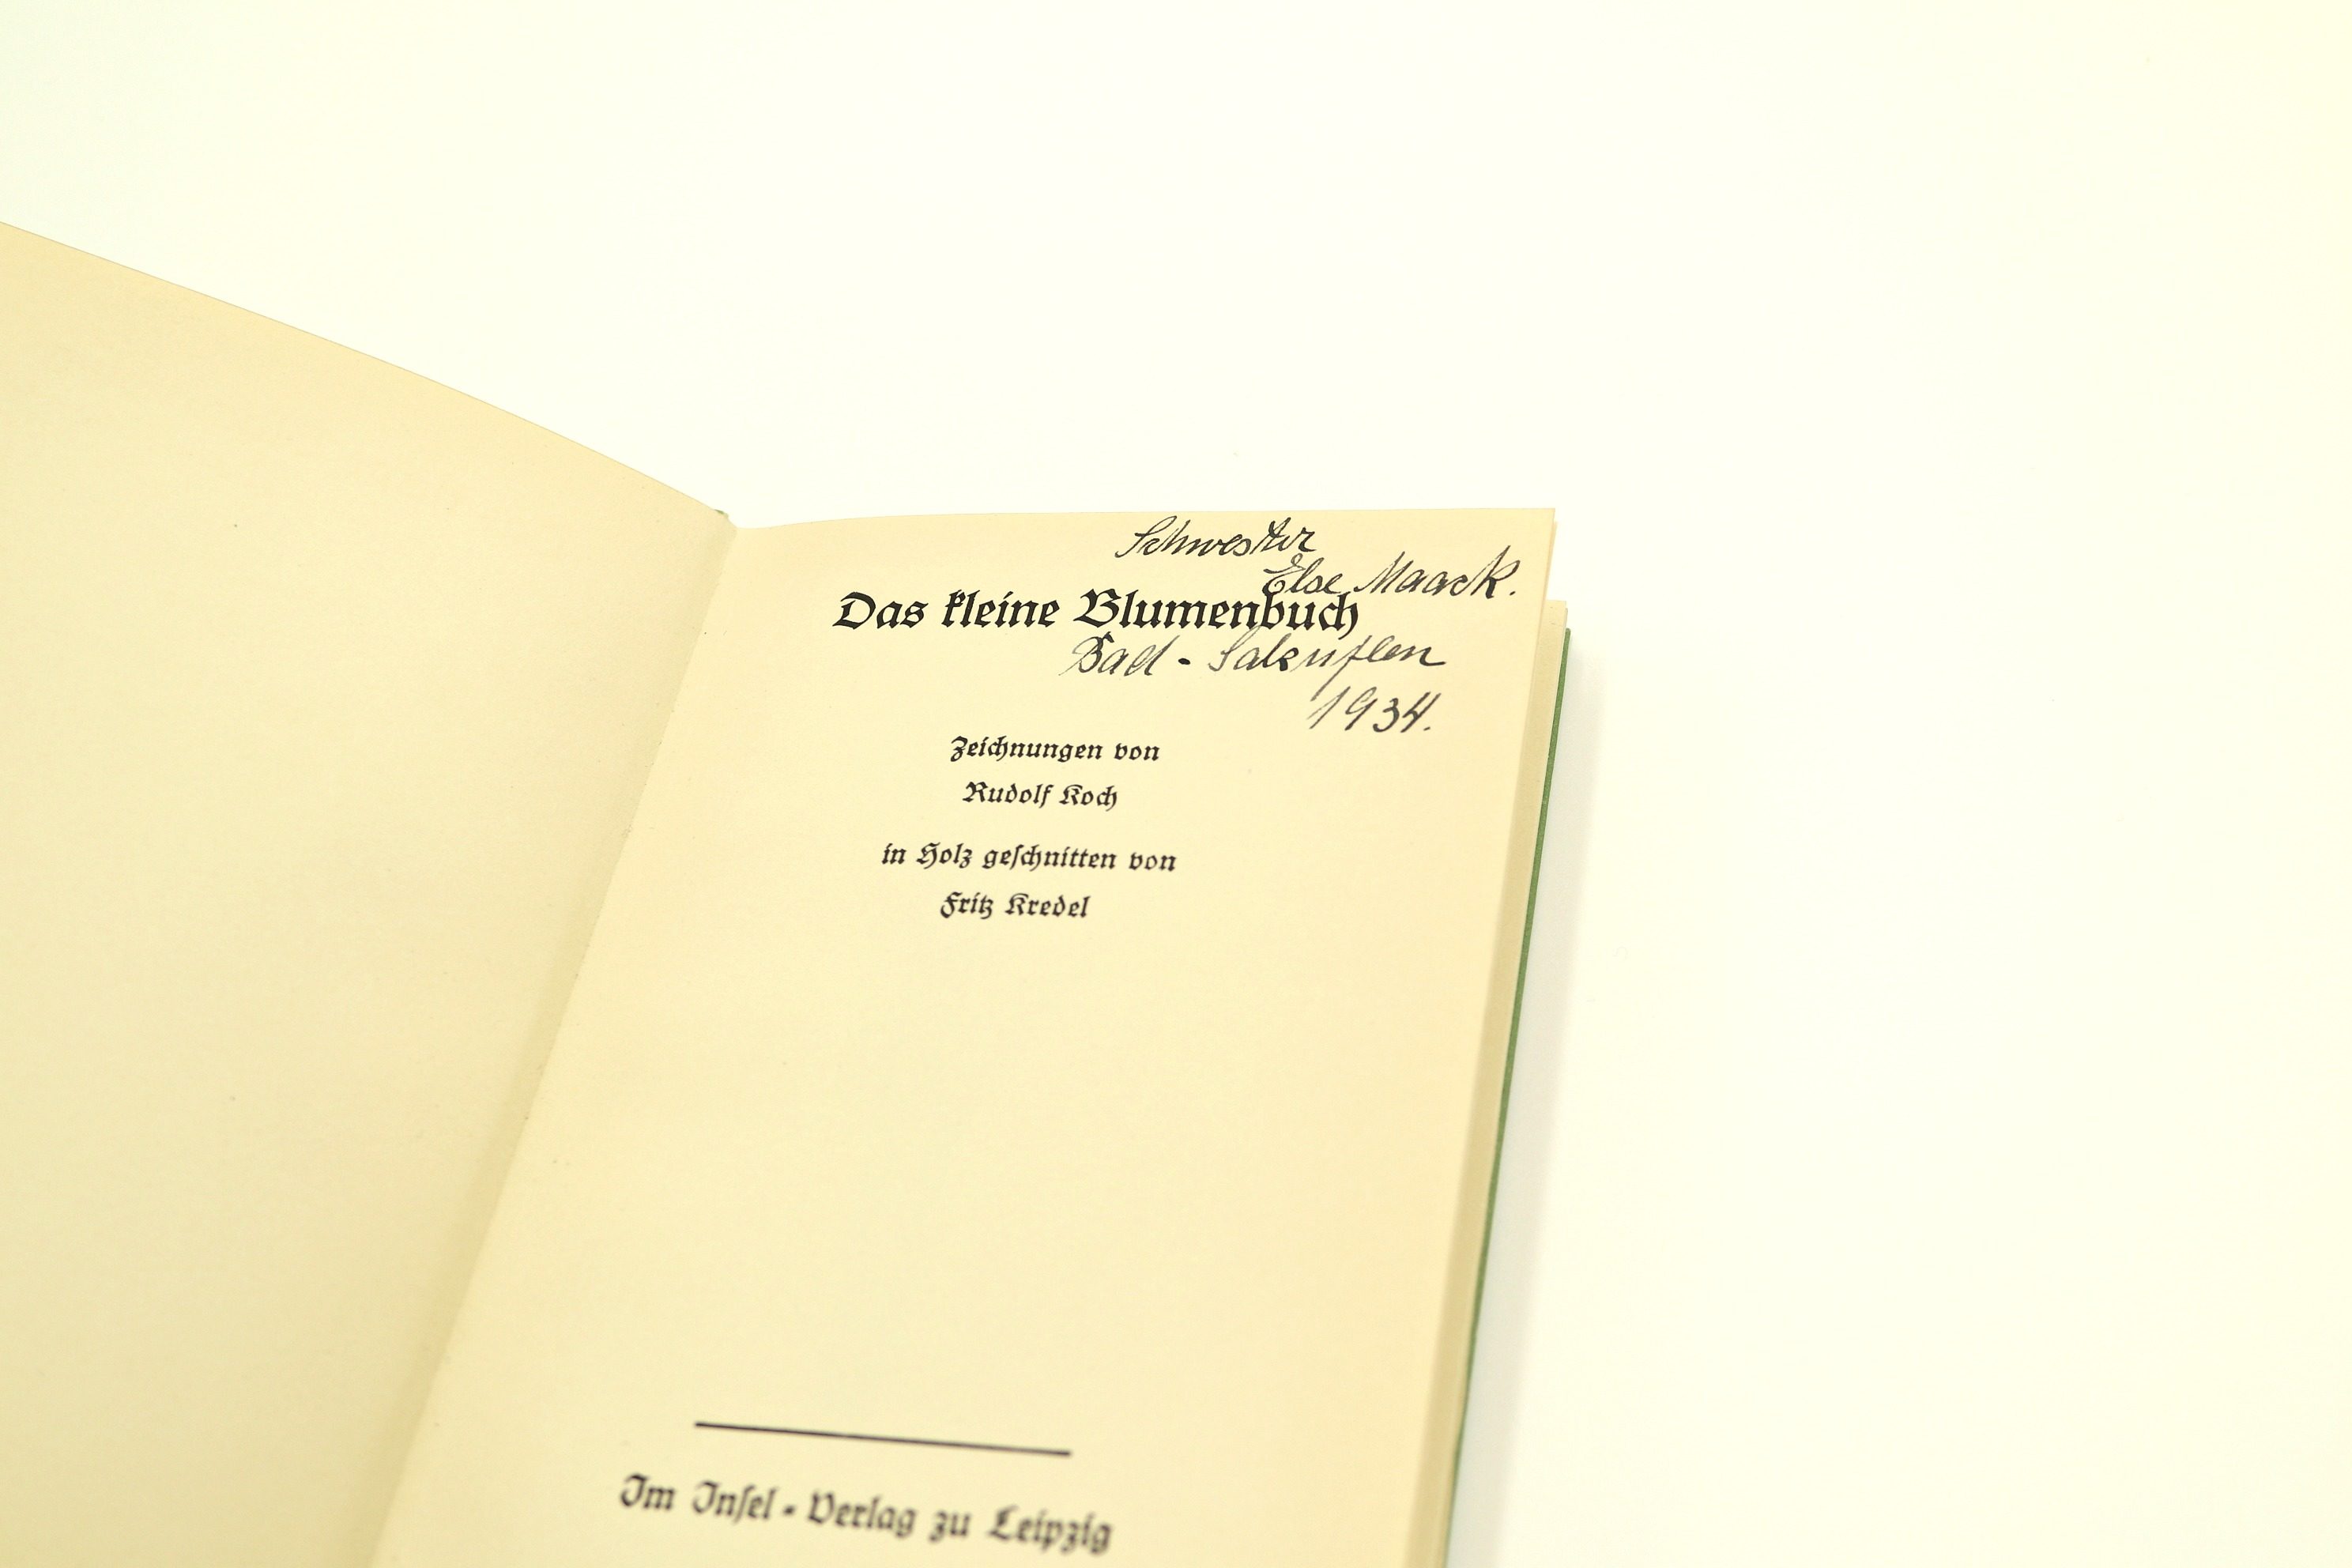 Schwester
Else Maack.
Das kleine Blumenbuch
Bad - Salzuflen
1934.
Zeichnungen von
Rudolf Koch
in Holz geſchnitten von
Fritz Kredel
Im Inſel-Verlag zu Leipzig